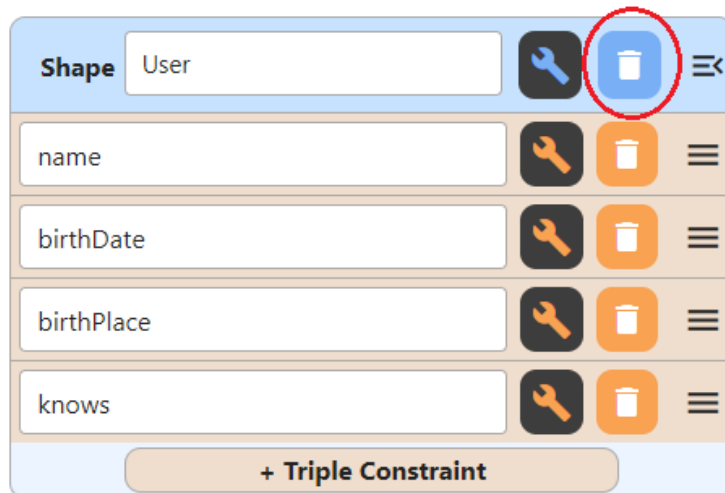 Shape User
name
birthDate
birthPlace
knows
+ Triple Constraint